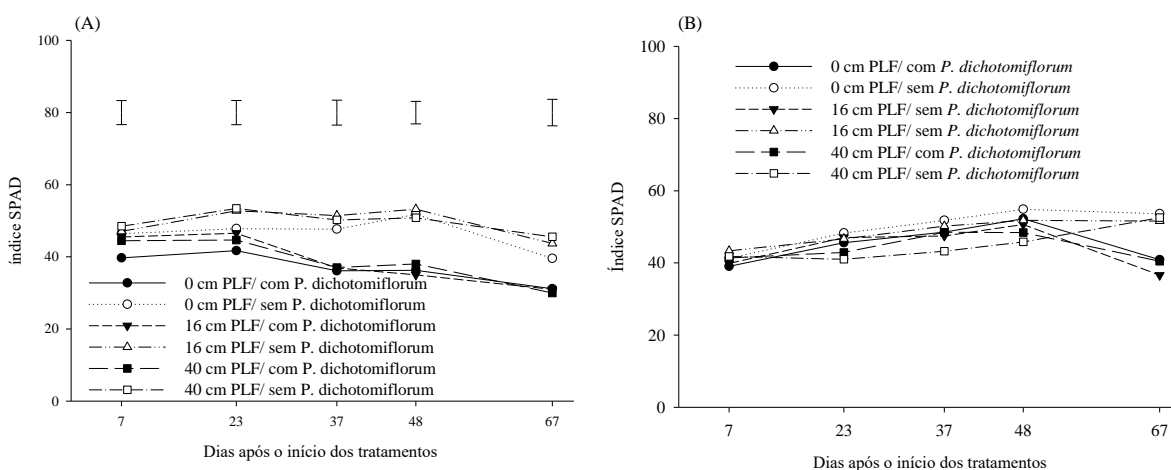 (A)
100
80
60
40
20
0
índice SPAD
0 cm PLF/ com P. dichotomiflorum
0 cm PLF/ sem P. dichotomiflorum
16 cm PLF/ com P. dichotomiflorum
16 cm PLF/ sem P. dichotomiflorum
40 cm PLF/ com P. dichotomiflorum
40 cm PLF/ sem P. dichotomiflorum
7 23 37 48 67
Dias após o início dos tratamentos
(B)
100
80
60
40
20
0
Índice SPAD
0 cm PLF/ com P. dichotomiflorum
0 cm PLF/ sem P. dichotomiflorum
16 cm PLF/ sem P. dichotomiflorum
16 cm PLF/ sem P. dichotomiflorum
40 cm PLF/ com P. dichotomiflorum
40 cm PLF/ sem P. dichotomiflorum
7 23 37 48 67
Dias após o início dos tratamentos